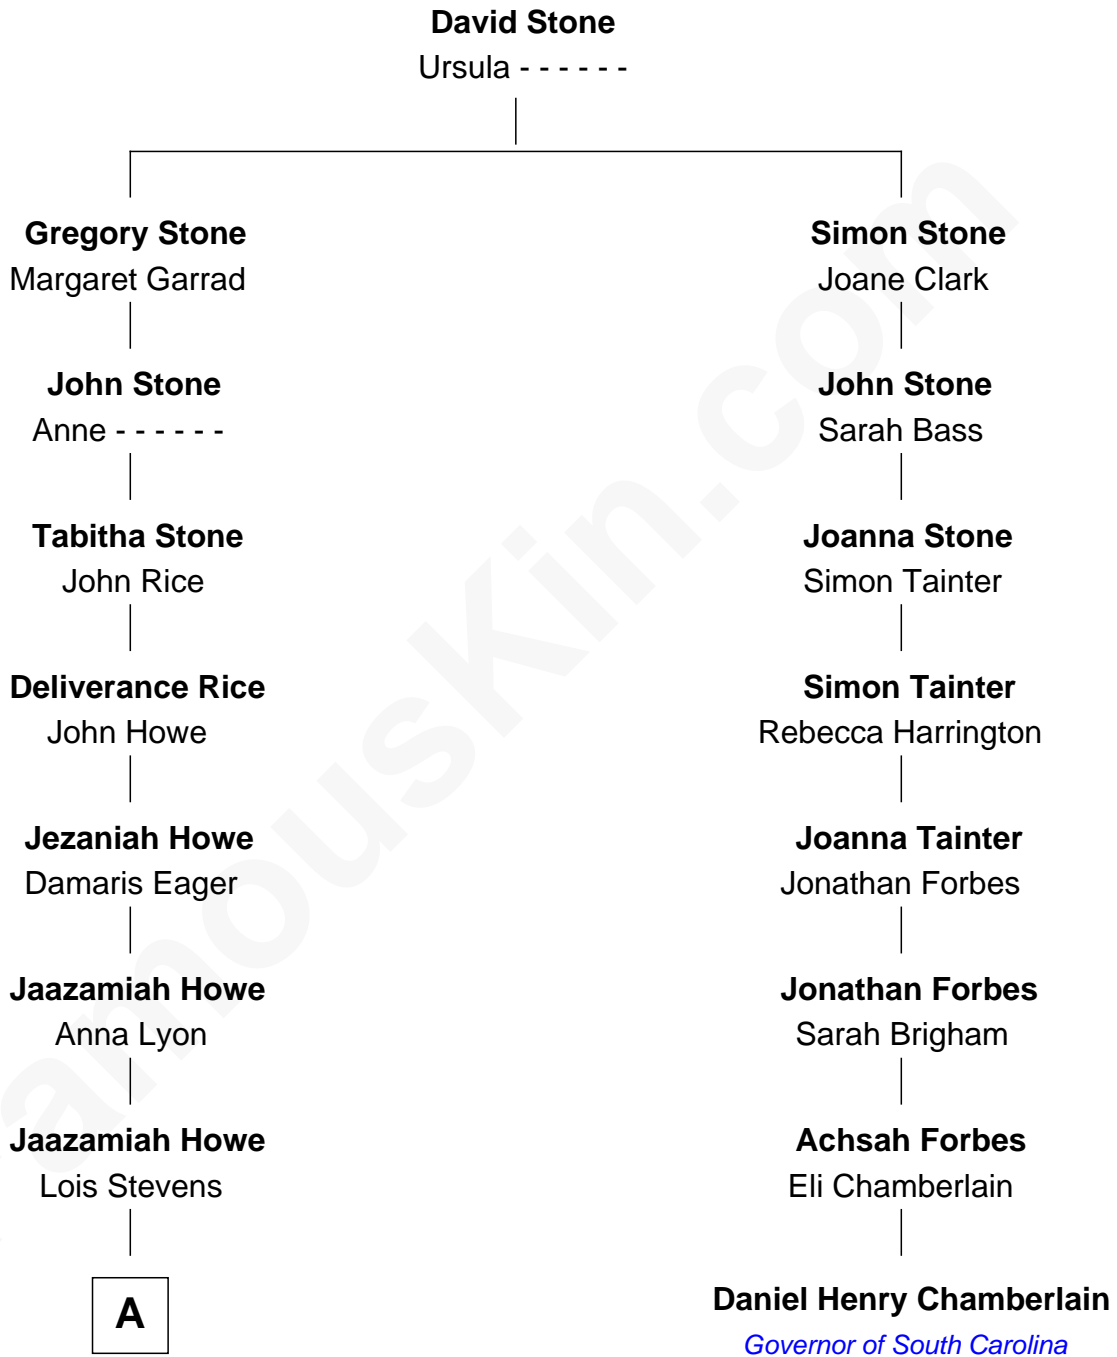 David Stone
Ursula - - - - - -
Gregory Stone
Margaret Garrad
Simon Stone
Joane Clark
John Stone
Anne - - - - - -
John Stone
Sarah Bass
Tabitha Stone
John Rice
Joanna Stone
Simon Tainter
Deliverance Rice
John Howe
Simon Tainter
Rebecca Harrington
Jezaniah Howe
Damaris Eager
Joanna Tainter
Jonathan Forbes
Jaazamiah Howe
Anna Lyon
Jonathan Forbes
Sarah Brigham
Jaazamiah Howe
Lois Stevens
Achsah Forbes
Eli Chamberlain
A
Daniel Henry Chamberlain
Governor of South Carolina
amouskin.com